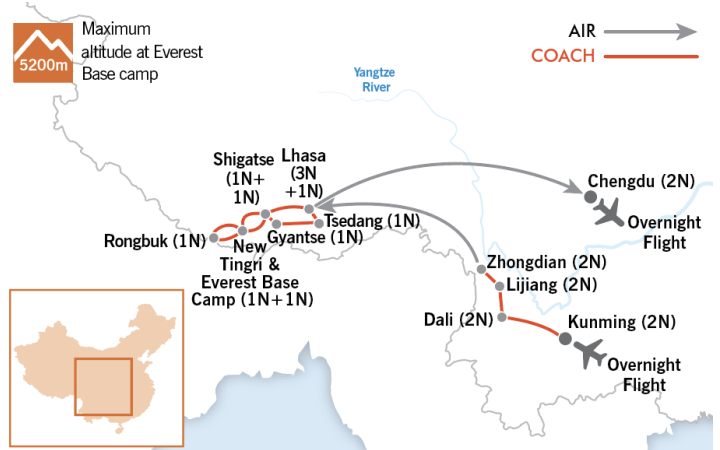 Maximum
altitude at Everest
Base camp
5200m
AIR
COACH
Yangtze
River
Shigatse
(1N+
1N)
Lhasa
(3N
+1N)
Chengdu (2N)
Overnight
Flight
Tsedang (1N)
Rongbuk (1N)
Gyantse (1N)
New
Tingri &
Everest Base
Camp (1N+1N)
Zhongdian (2N)
Lijiang (2N)
Dali (2N)
Kunming (2N)
Overnight
Flight